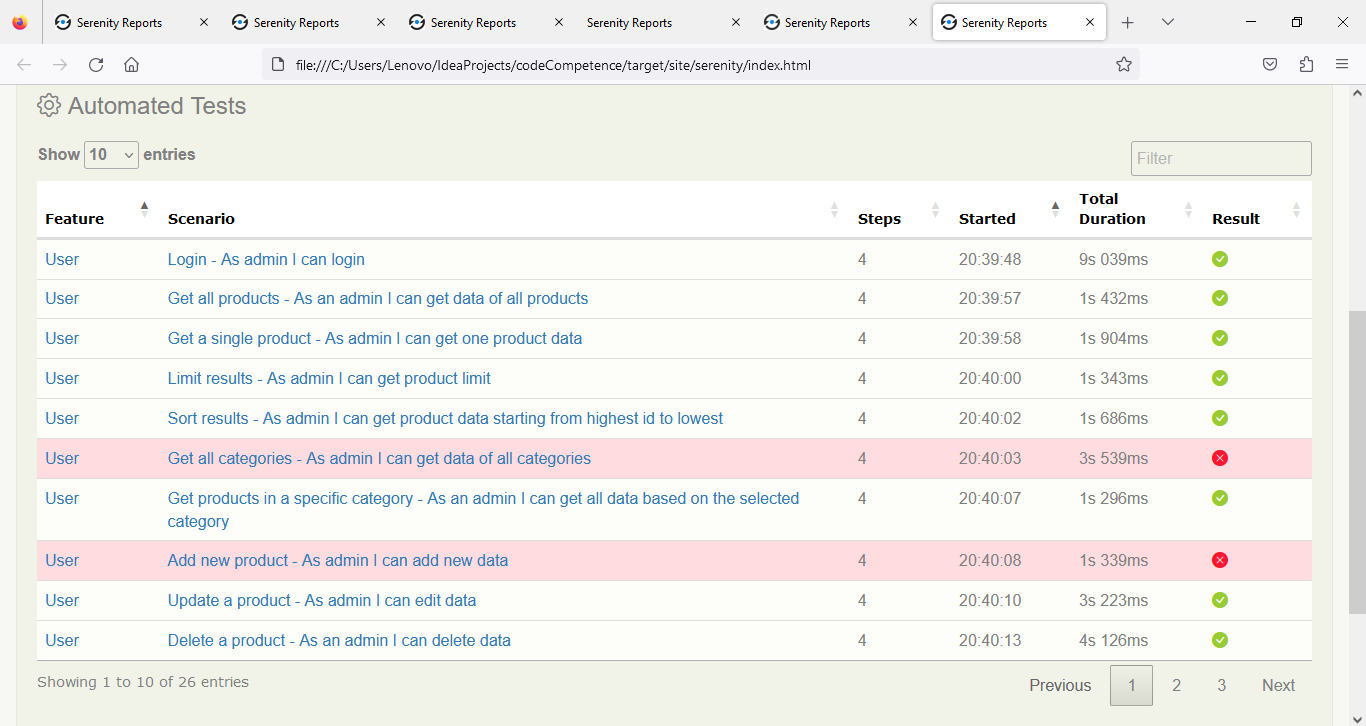 Serenity Reports Serenity Reports Serenity Reports Serenity Reports Serenity Reports Serenity Reports
file:///C:/Users/Lenovo/IdeaProjects/codeCompetence/target/site/serenity/index.html
Automated Tests
Show 10 entries Filter
Feature Scenario Steps Started Total Duration Result
User Login - As admin I can login 4 20:39:48 9s 039ms
User Get all products - As an admin I can get data of all products 4 20:39:57 1s 432ms
User Get a single product - As admin I can get one product data 4 20:39:58 1s 904ms
User Limit results - As admin I can get product limit 4 20:40:00 1s 343ms
User Sort results - As admin I can get product data starting from highest id to lowest 4 20:40:02 1s 686ms
User Get all categories - As admin I can get data of all categories 4 20:40:03 3s 539ms
User Get products in a specific category - As an admin I can get all data based on the selected 4 20:40:07 1s 296ms
category
User Add new product - As admin I can add new data 4 20:40:08 1s 339ms
User Update a product - As admin I can edit data 4 20:40:10 3s 223ms
User Delete a product - As an admin I can delete data 4 20:40:13 4s 126ms
Showing 1 to 10 of 26 entries Previous 1 2 3 Next